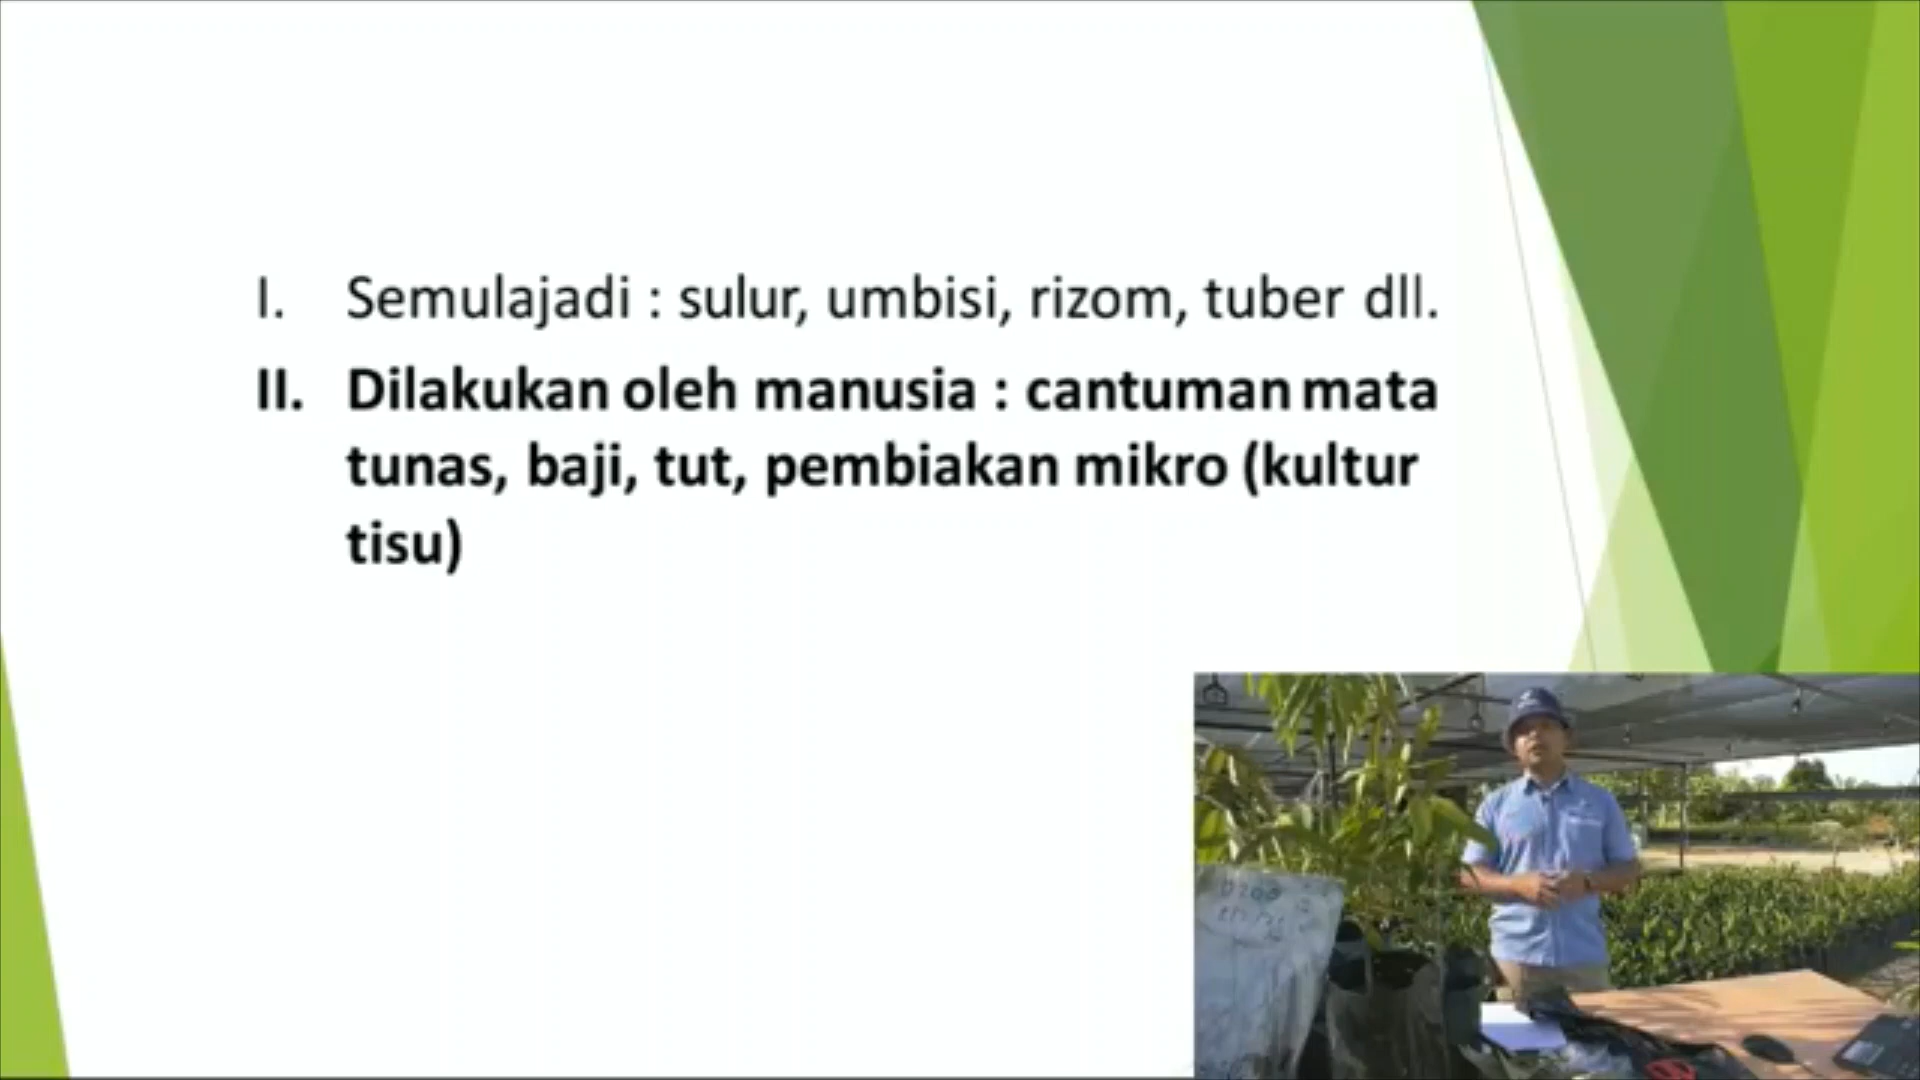 I. Semulajadi : sulur, umbisi, rizom, tuber dll.
II. Dilakukan oleh manusia : cantuman mata
tunas, baji, tut, pembiakan mikro (kultur
tisu)